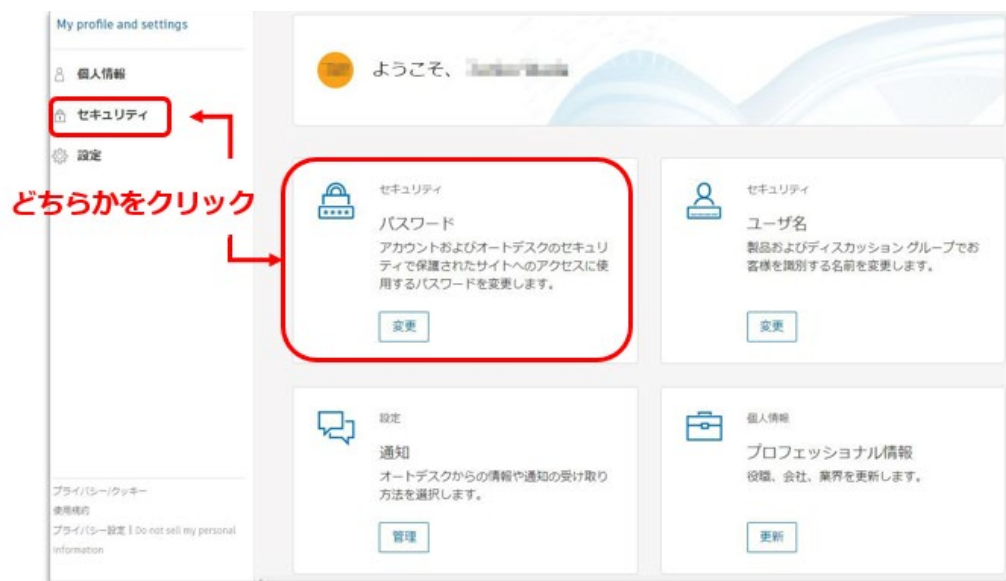 My profile and settings
個人情報
セキュリティ
設定
どちらかをクリック
プライバシー/クッキー
使用規約
プライバシー設定 | Do not sell my personal
information
ようこそ、
セキュリティ
パスワード
アカウントおよびオートデスクのセキュリ
ティで保護されたサイトへのアクセスに使
用するパスワードを変更します。
変更
セキュリティ
ユーザ名
製品およびディスカッション グループでお
客様を識別する名前を変更します。
変更
設定
通知
オートデスクからの情報や通知の受け取り
方法を選択します。
管理
個人情報
プロフェッショナル情報
役職、会社、業界を更新します。
更新